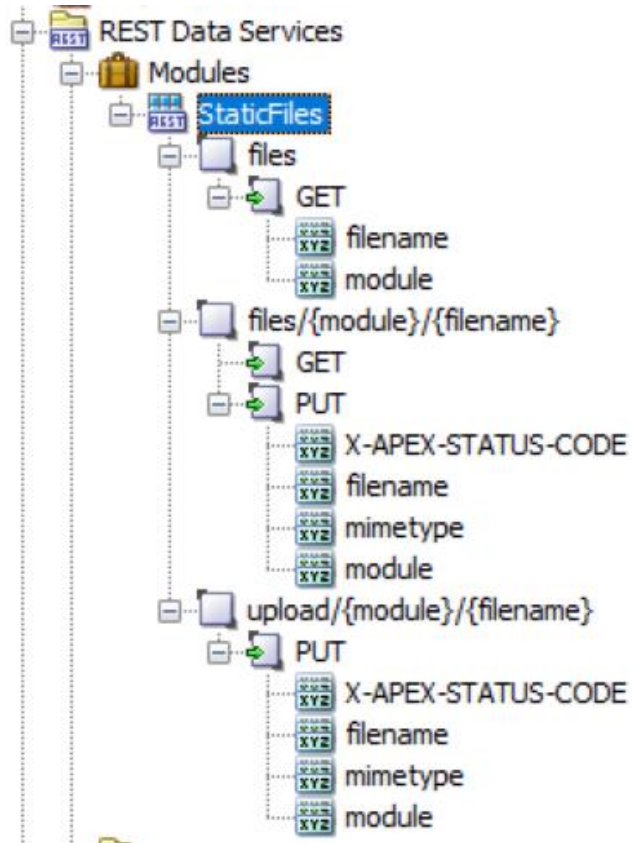 REST Data Services
Modules
StaticFiles
files
GET
filename
module
files/{module}/{filename}
GET
PUT
X-APEX-STATUS-CODE
filename
mimetype
module
upload/{module}/{filename}
PUT
X-APEX-STATUS-CODE
filename
mimetype
module